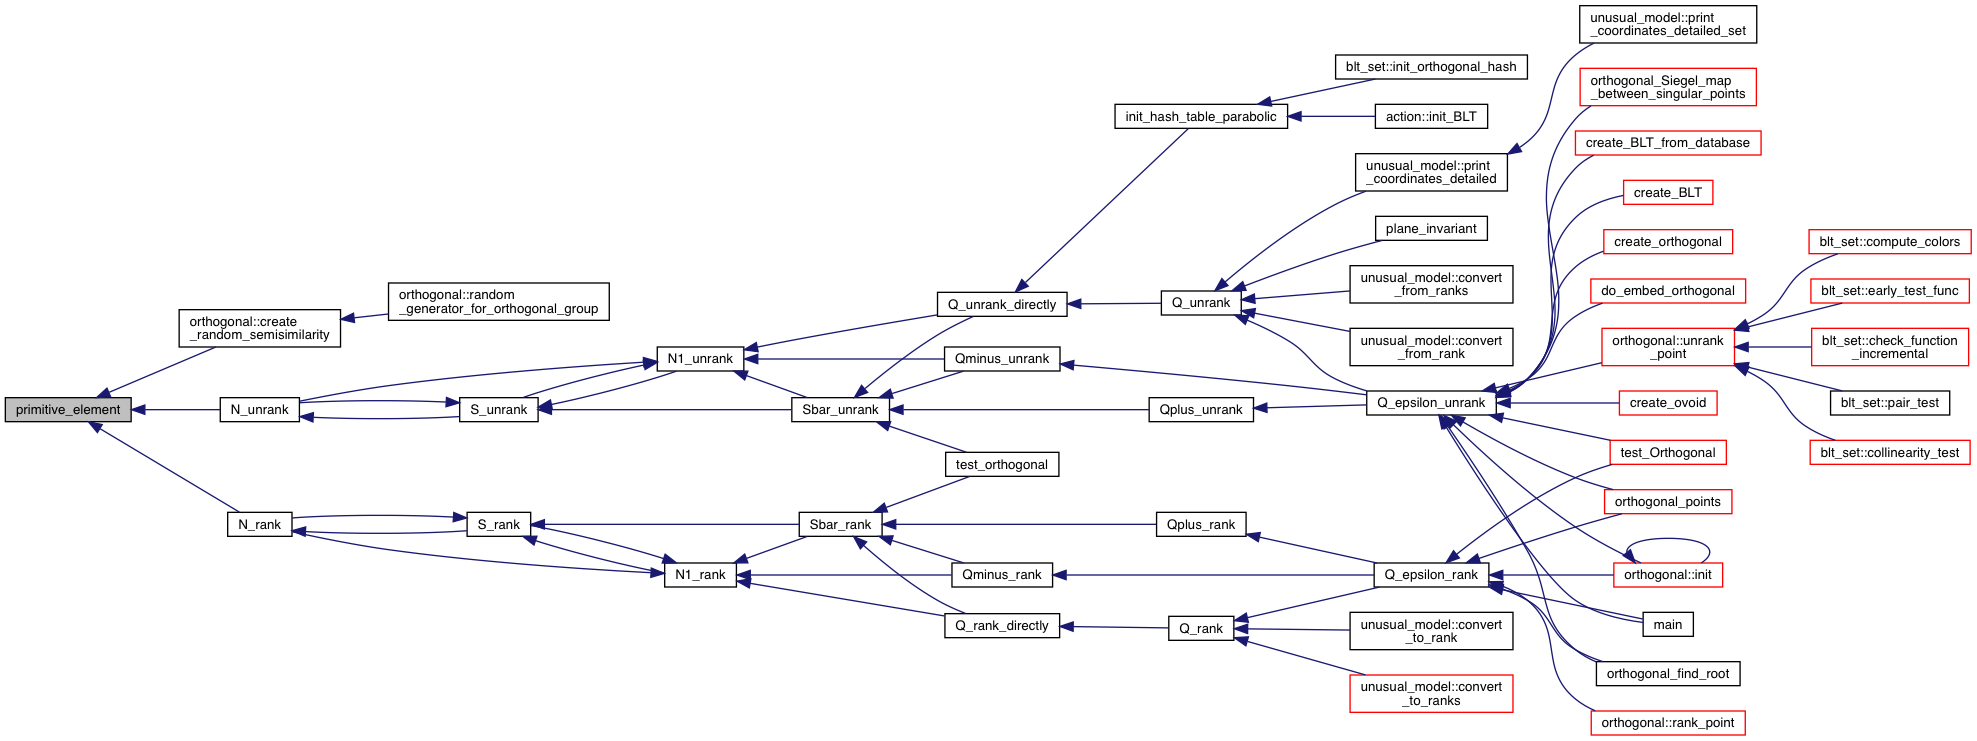 primitive_element
orthogonal::create
_random_semisimilarity
orthogonal::random
_generator_for_orthogonal_group
N_unrank
S_unrank
N1_unrank
Q_unrank_directly
init_hash_table_parabolic
blt_set::init_orthogonal_hash
action::init_BLT
Q_unrank
unusual_model::print
_coordinates_detailed
unusual_model::print
_coordinates_detailed_set
plane_invariant
unusual_model::convert
_from_ranks
unusual_model::convert
_from_rank
Qminus_unrank
Sbar_unrank
Qplus_unrank
test_orthogonal
Q_epsilon_unrank
orthogonal_Siegel_map
_between_singular_points
create_BLT_from_database
create_BLT
create_orthogonal
do_embed_orthogonal
orthogonal::unrank
_point
blt_set::compute_colors
blt_set::early_test_func
blt_set::check_function
_incremental
blt_set::pair_test
blt_set::collinearity_test
create_ovoid
test_Orthogonal
orthogonal_points
orthogonal::init
main
orthogonal_find_root
orthogonal::rank_point
N_rank
S_rank
N1_rank
Sbar_rank
Qplus_rank
Qminus_rank
Q_rank_directly
Q_rank
Q_epsilon_rank
unusual_model::convert
_to_rank
unusual_model::convert
_to_ranks